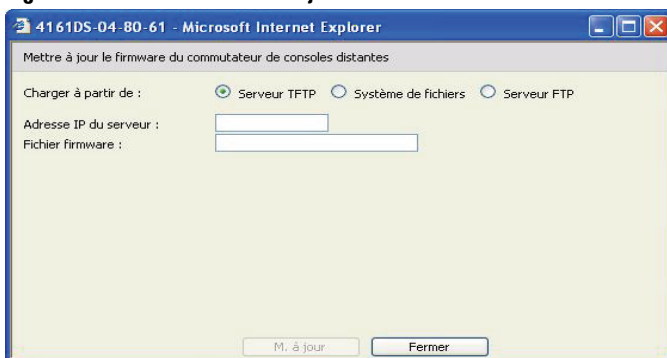 4161DS-04-80-61 - Microsoft Internet Explorer
Mettre à jour le firmware du commutateur de consoles distantes
Charger à partir de : Serveur TFTP Système de fichiers Serveur FTP
Adresse IP du serveur :
Fichier firmware :
M. à jour Fermer